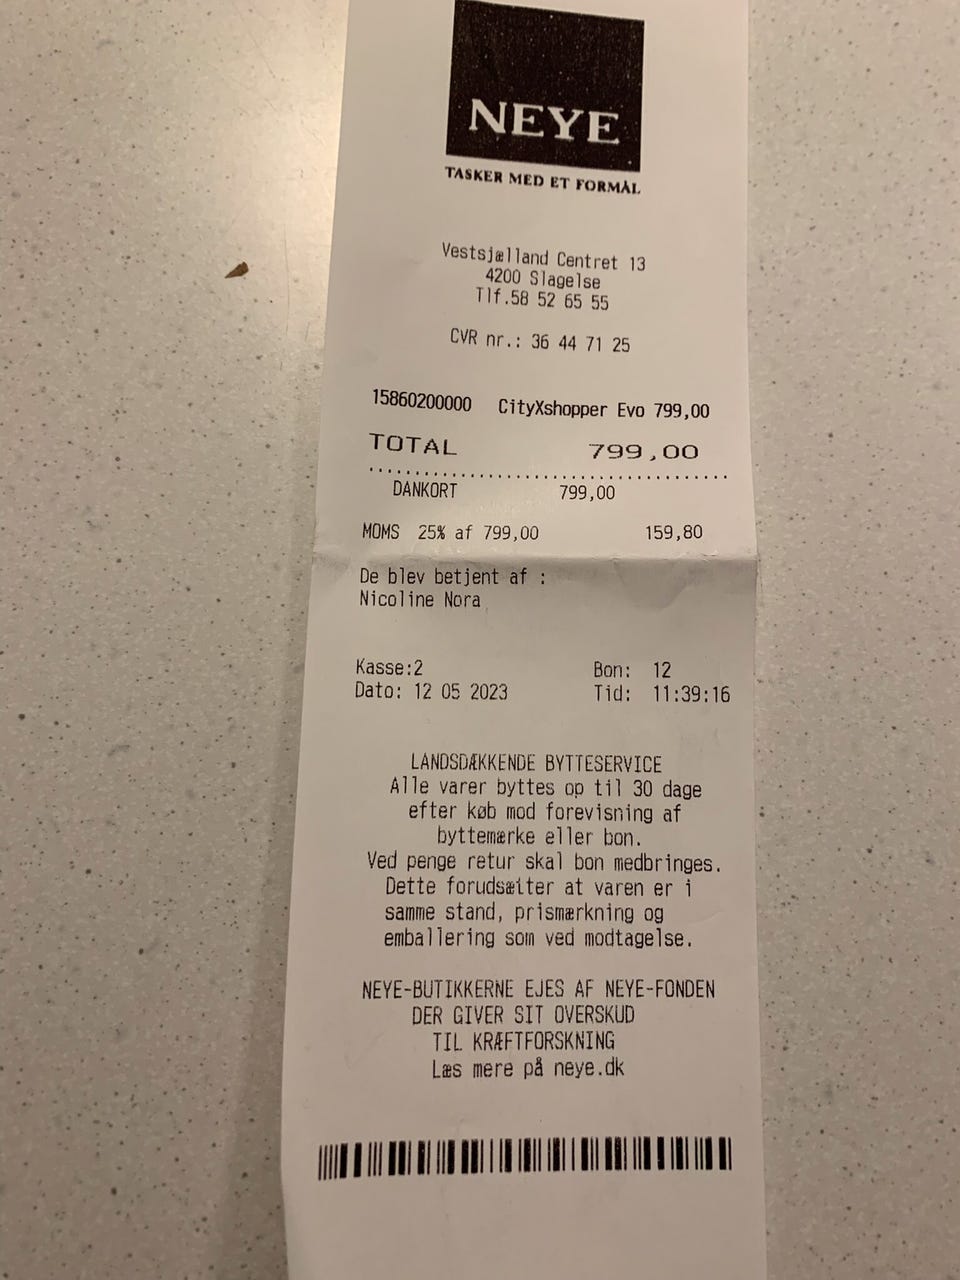 NEYE
TASKER MED ET FORMÅL
Vestsjælland Centret 13
4200 Slagelse
Tlf.58 52 65 55
CVR nr.: 36 44 71 25
15860200000 CityXshopper Evo 799,00
TOTAL 799,00
DANKORT 799,00
MOMS 25% af 799,00 159,80
De blev betjent af :
Nicoline Nora
Kasse:2 Bon: 12
Dato: 12 05 2023 Tid: 11:39:16
LANDSDÆKKENDE BYTTESERVICE
Alle varer byttes op til 30 dage
efter køb mod forevisning af
byttemærke eller bon.
Ved penge retur skal bon medbringes.
Dette forudsætter at varen er i
samme stand, prismærkning og
emballering som ved modtagelse.
NEYE-BUTIKKERNE EJES AF NEYE-FONDEN
DER GIVER SIT OVERSKUD
TIL KRÆFTFORSKNING
Læs mere på neye.dk